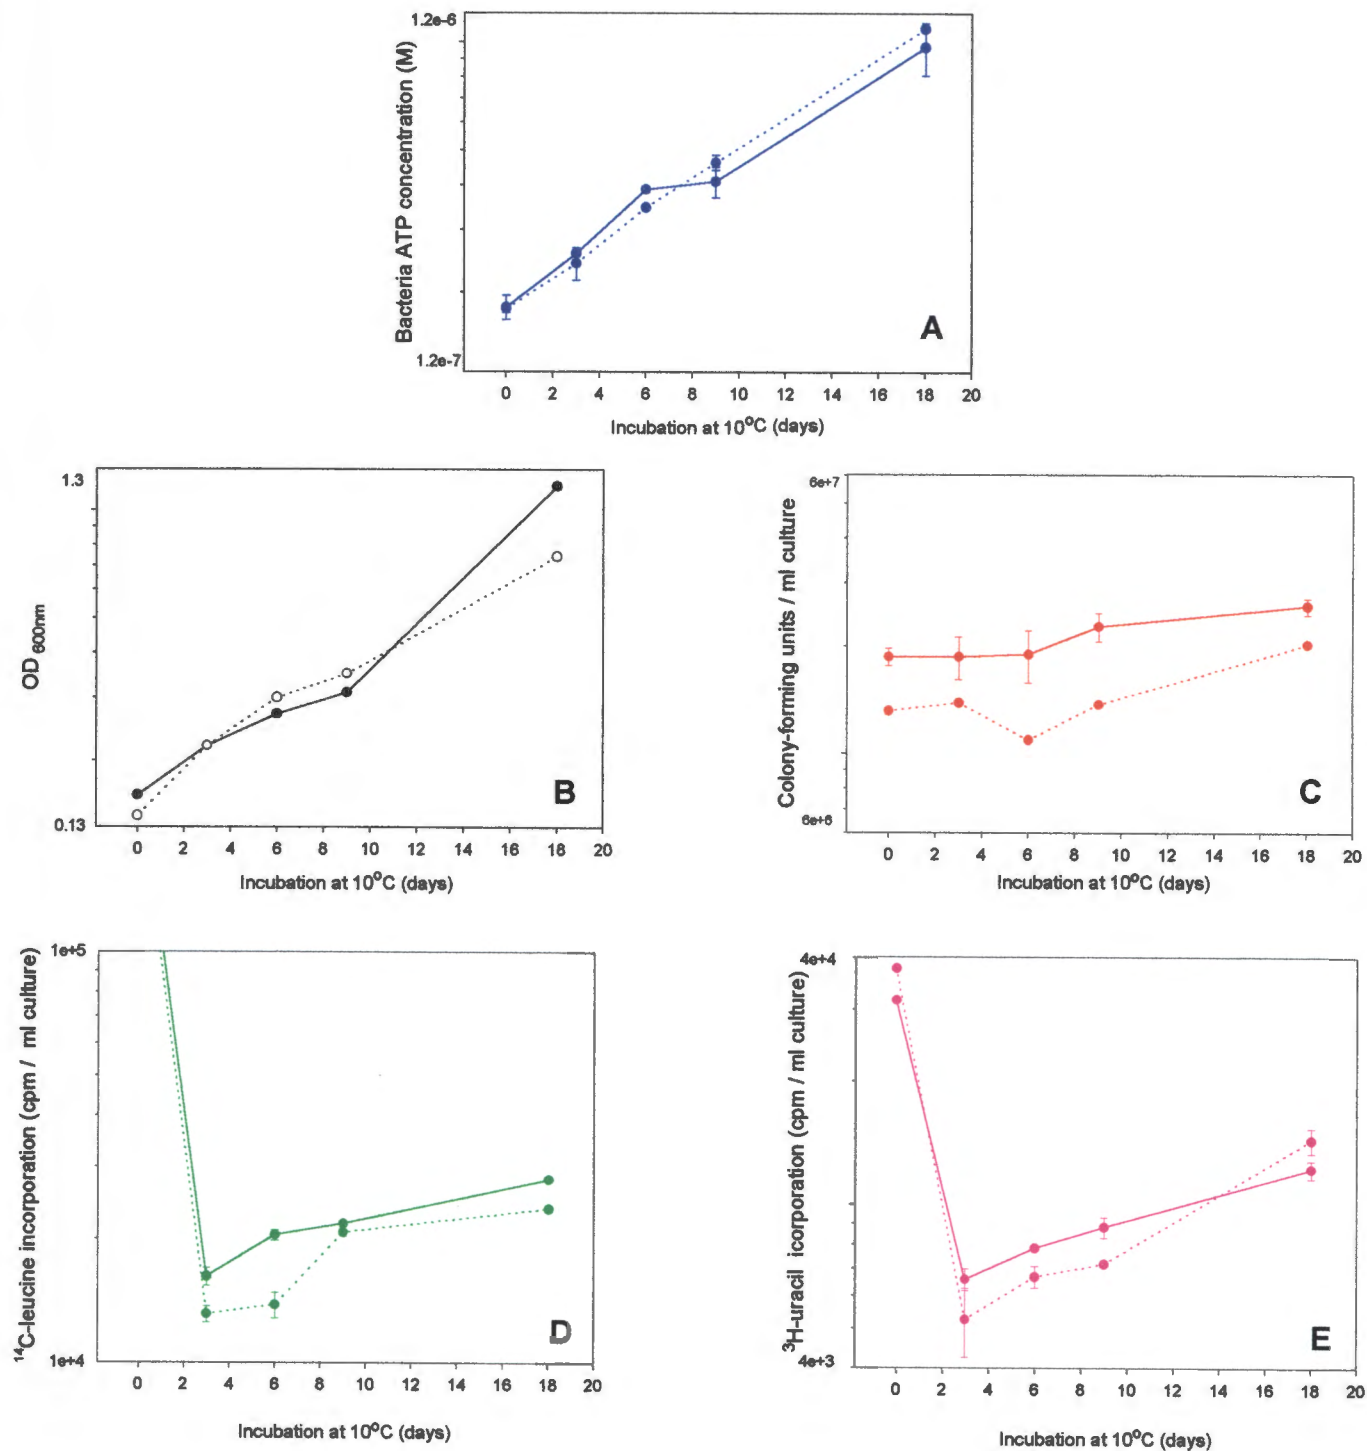 1.2e-6
Bacteria ATP concentration (M)
1.2e-7
A
0 2 4 6 8 10 12 14 16 18 20
Incubation at 10°C (days)
1.3
OD600nm
0.13
B
0 2 4 6 8 10 12 14 16 18 20
Incubation at 10°C (days)
6e+7
Colony-forming units / ml culture
6e+6
C
0 2 4 6 8 10 12 14 16 18 20
Incubation at 10°C (days)
1e+5
14C-leucine incorporation (cpm / ml culture)
1e+4
D
0 2 4 6 8 10 12 14 16 18 20
Incubation at 10°C (days)
4e+4
3H-uracil icorporation (cpm / ml culture)
4e+3
E
0 2 4 6 8 10 12 14 16 18 20
Incubation at 10°C (days)